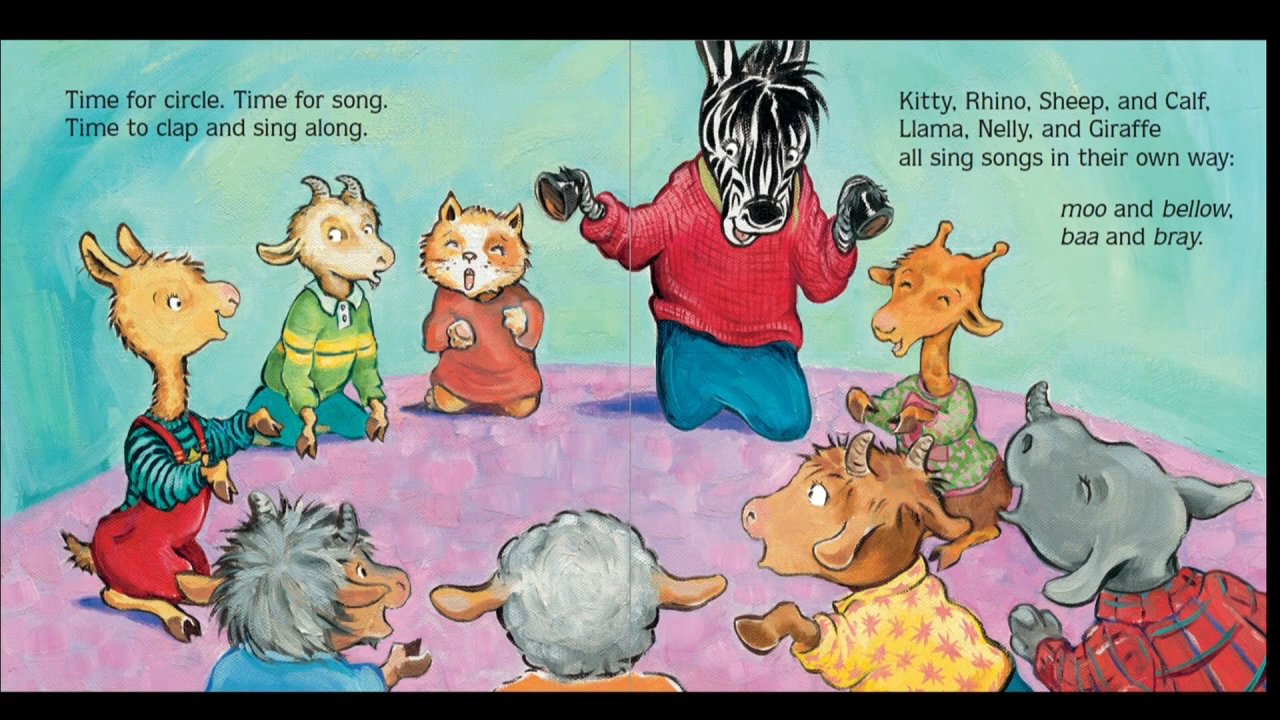 Time for circle. Time for song.
Time to clap and sing along.
Kitty, Rhino, Sheep, and Calf,
Llama, Nelly, and Giraffe
all sing songs in their own way:
moo and bellow,
baa and bray.